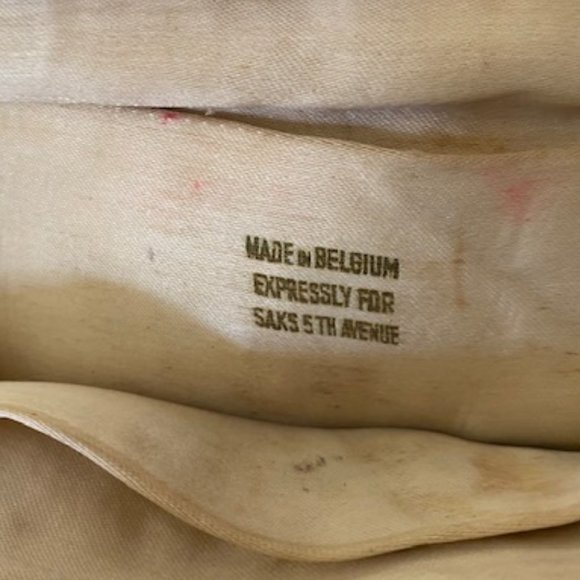 MADE IN BELGIUM
EXPRESSLY FOR
SAKS 5TH AVENUE